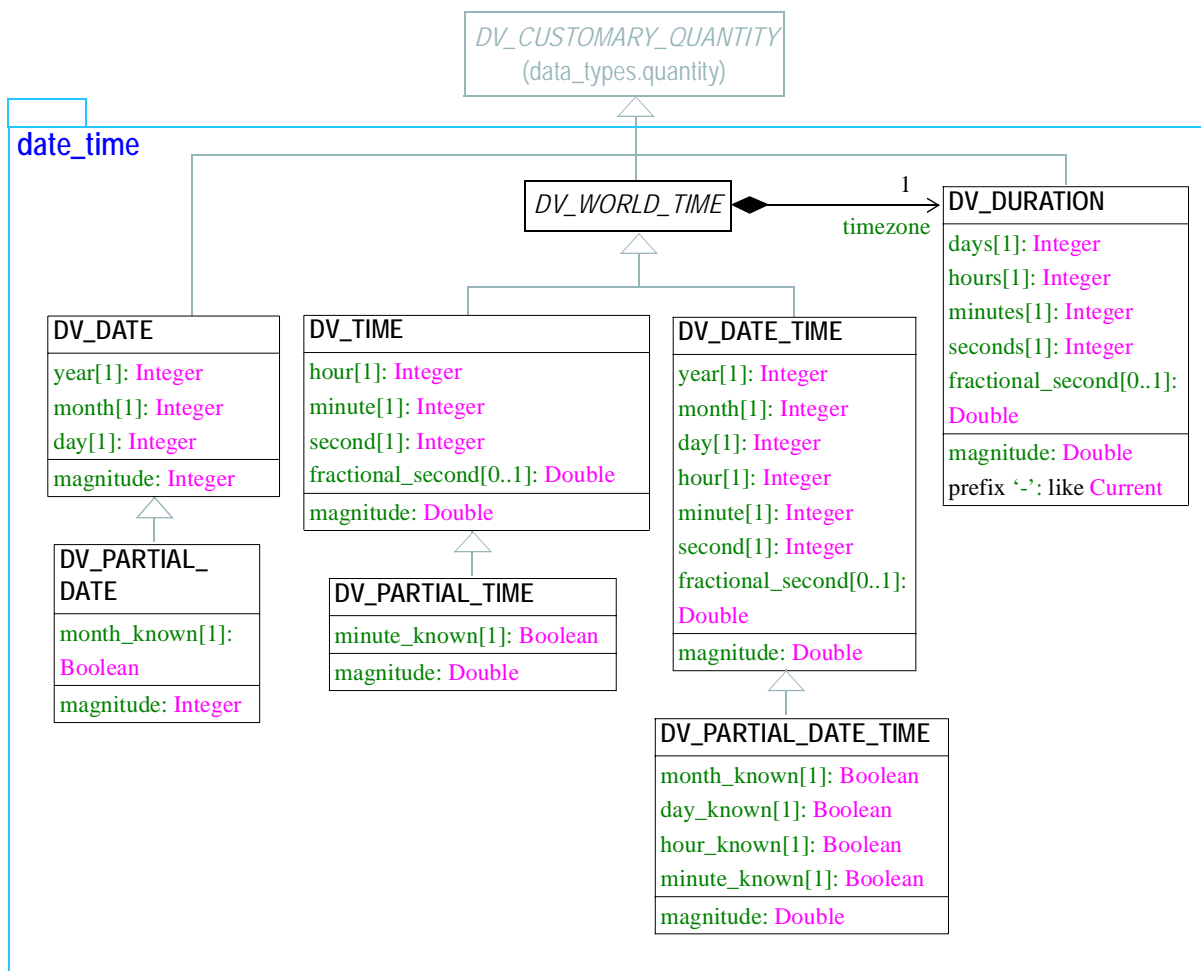 DV_CUSTOMARY_QUANTITY
(data_types.quantity)
date_time
DV_WORLD_TIME
1
timezone
DV_DURATION
days[1]: Integer
hours[1]: Integer
minutes[1]: Integer
seconds[1]: Integer
fractional_second[0..1]:
Double
magnitude: Double
prefix ‘-’: like Current
DV_DATE
year[1]: Integer
month[1]: Integer
day[1]: Integer
magnitude: Integer
DV_TIME
hour[1]: Integer
minute[1]: Integer
second[1]: Integer
fractional_second[0..1]: Double
magnitude: Double
DV_DATE_TIME
year[1]: Integer
month[1]: Integer
day[1]: Integer
hour[1]: Integer
minute[1]: Integer
second[1]: Integer
fractional_second[0..1]:
Double
magnitude: Double
DV_PARTIAL_
DATE
month_known[1]:
Boolean
magnitude: Integer
DV_PARTIAL_TIME
minute_known[1]: Boolean
magnitude: Double
DV_PARTIAL_DATE_TIME
month_known[1]: Boolean
day_known[1]: Boolean
hour_known[1]: Boolean
minute_known[1]: Boolean
magnitude: Double